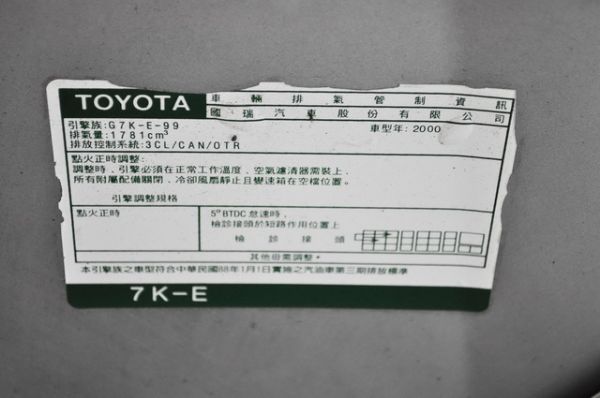 TOYOTA
車輛排氣管制資訊
國瑞汽車股份有限公司
引擎族:G7K-E-99
排氣量:1781cm³
車型年: 2000
排放控制系統:3CL/CAN/OTR
點火正時調整:
調整時,引擎必須在正常工作溫度、空氣濾清器需裝上、
所有附屬配備關閉、冷卻風扇靜止且變速箱在空檔位置。
引擎調整規格
點火正時
5°BTDC 怠速時,
檢診接頭於短路作用位置上
檢診接頭
其他毋需調整。
本引擎族之車型符合中華民國88年1月1日實施之汽油車第三期排放標準
7K-E